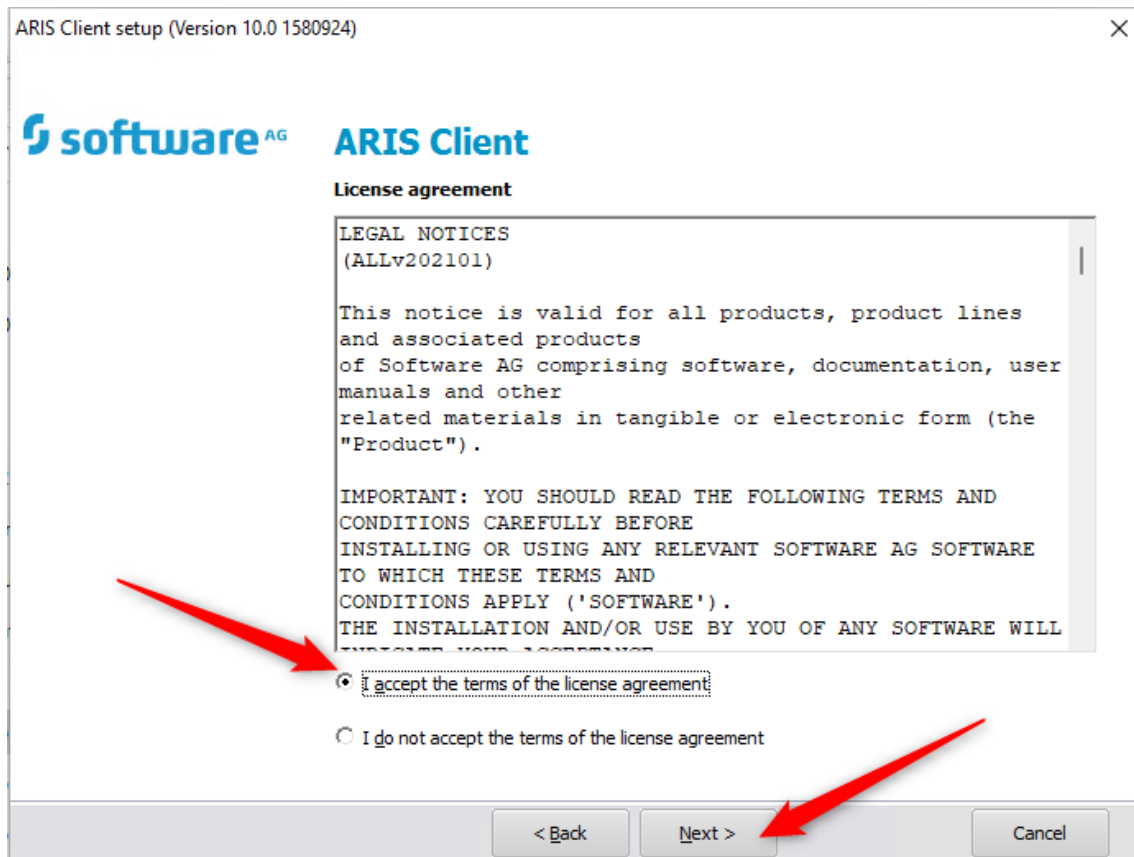 ARIS Client setup (Version 10.0 1580924)
software AG
ARIS Client
License agreement
LEGAL NOTICES
(ALLv202101)
This notice is valid for all products, product lines
and associated products
of Software AG comprising software, documentation, user
manuals and other
related materials in tangible or electronic form (the
"Product").
IMPORTANT: YOU SHOULD READ THE FOLLOWING TERMS AND
CONDITIONS CAREFULLY BEFORE
INSTALLING OR USING ANY RELEVANT SOFTWARE AG SOFTWARE
TO WHICH THESE TERMS AND
CONDITIONS APPLY ('SOFTWARE').
THE INSTALLATION AND/OR USE BY YOU OF ANY SOFTWARE WILL
INDICATE YOUR ACCEPTANCE
I accept the terms of the license agreement
I do not accept the terms of the license agreement
< Back
Next >
Cancel